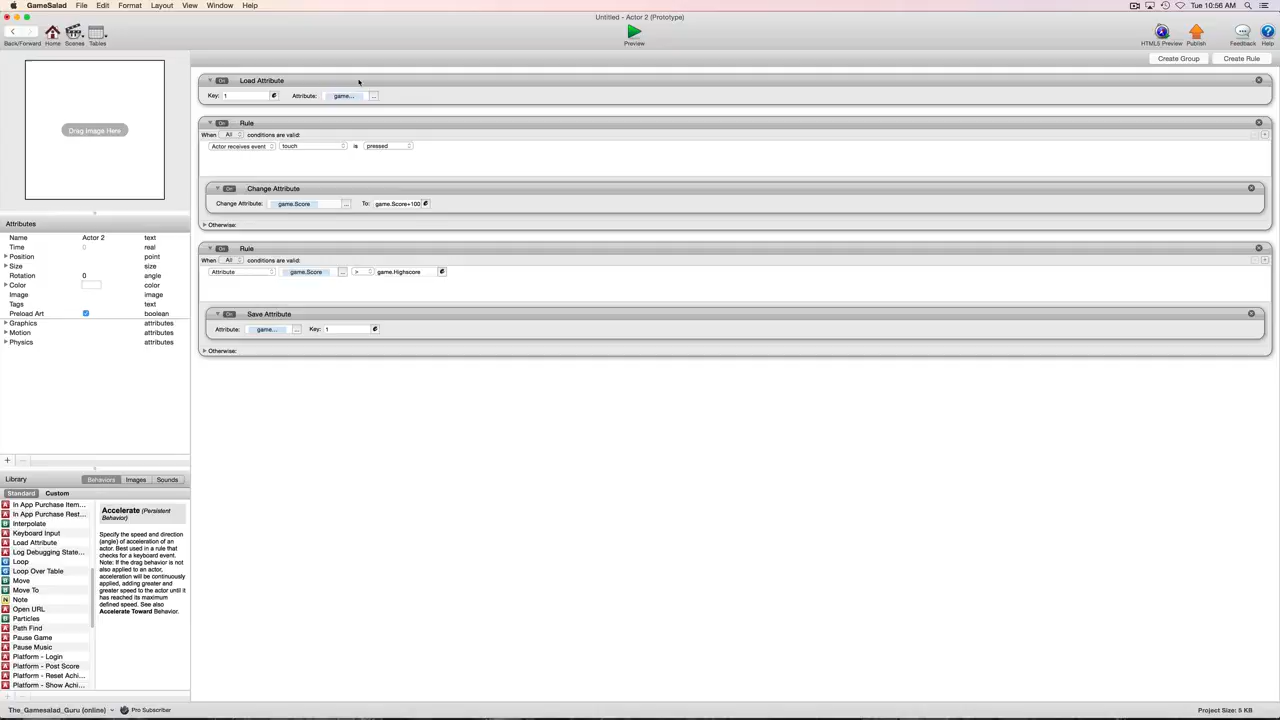 GameSalad File Edit Format Layout View Window Help Tue 10:56 AM
Untitled - Actor 2 (Prototype)
Back/Forward Home Scenes Tables Preview HTML5 Preview Publish Feedback Help
Create Group Create Rule
Drag Image Here
On Load Attribute
Key: 1 Attribute: game... ...
On Rule
When All conditions are valid:
Actor receives event touch is pressed
On Change Attribute
Change Attribute: game.Score ... To: game.Score+100
Otherwise:
On Rule
When All conditions are valid:
Attribute game.Score ... > game.Highscore
On Save Attribute
Attribute: game... ... Key: 1
Otherwise:
Attributes
Name Actor 2 text
Time 0 real
Position point
Size size
Rotation 0 angle
Color color
Image image
Tags text
Preload Art boolean
Graphics attributes
Motion attributes
Physics attributes
Library Behaviors Images Sounds
Standard Custom
In App Purchase Item...
In App Purchase Rest...
Interpolate
Keyboard Input
Load Attribute
Log Debugging State...
Loop
Loop Over Table
Move
Move To
Note
Open URL
Particles
Path Find
Pause Game
Pause Music
Platform - Login
Platform - Post Score
Platform - Reset Achi...
Platform - Show Achi...
Accelerate (Persistent
Behavior)
Specify the speed and direction
(angle) of acceleration of an
actor. Best used in a rule that
checks for a keyboard event.
Note: If the drag behavior is
not also applied to an actor,
acceleration will be continuously
applied, adding greater and
greater speed to the actor until it
has reached its maximum
defined speed. See also
Accelerate Toward Behavior.
The_Gamesalad_Guru (online) Pro Subscriber Project Size: 5 KB